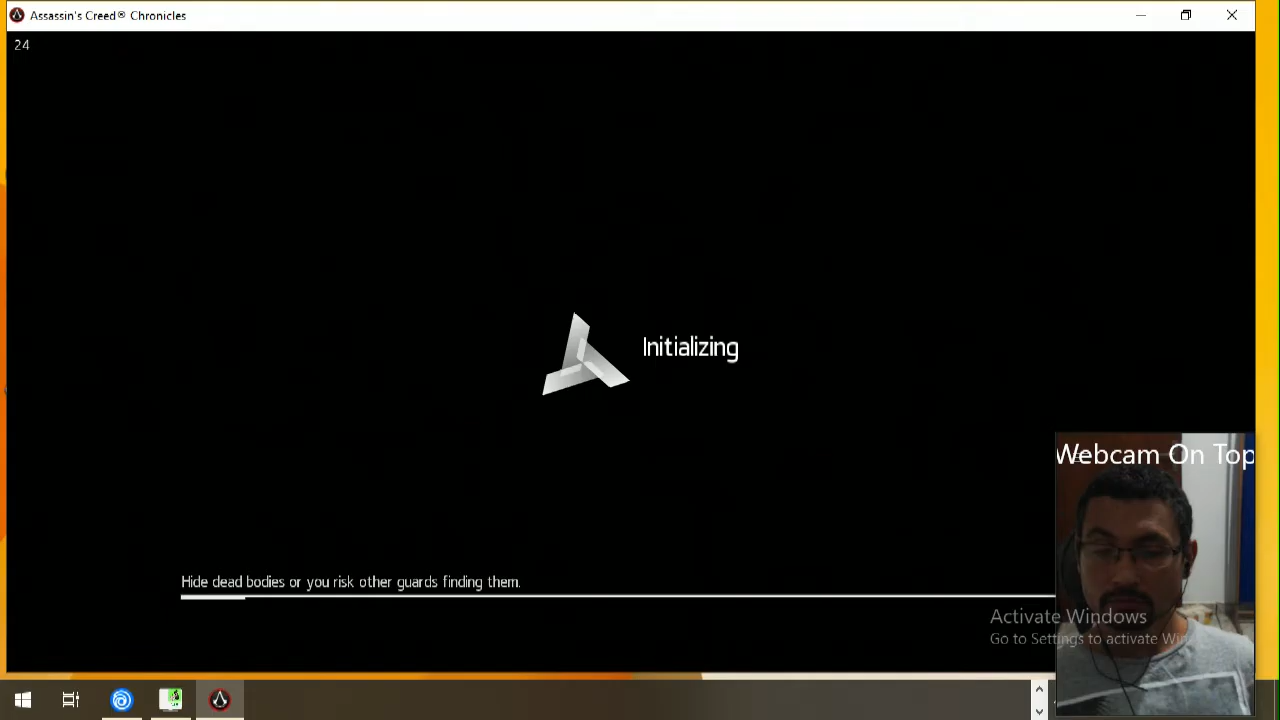 Assassin's Creed® Chronicles
24
Initializing
Webcam On Top
Hide dead bodies or you risk other guards finding them.
Activate Windows
Go to Settings to activate Win